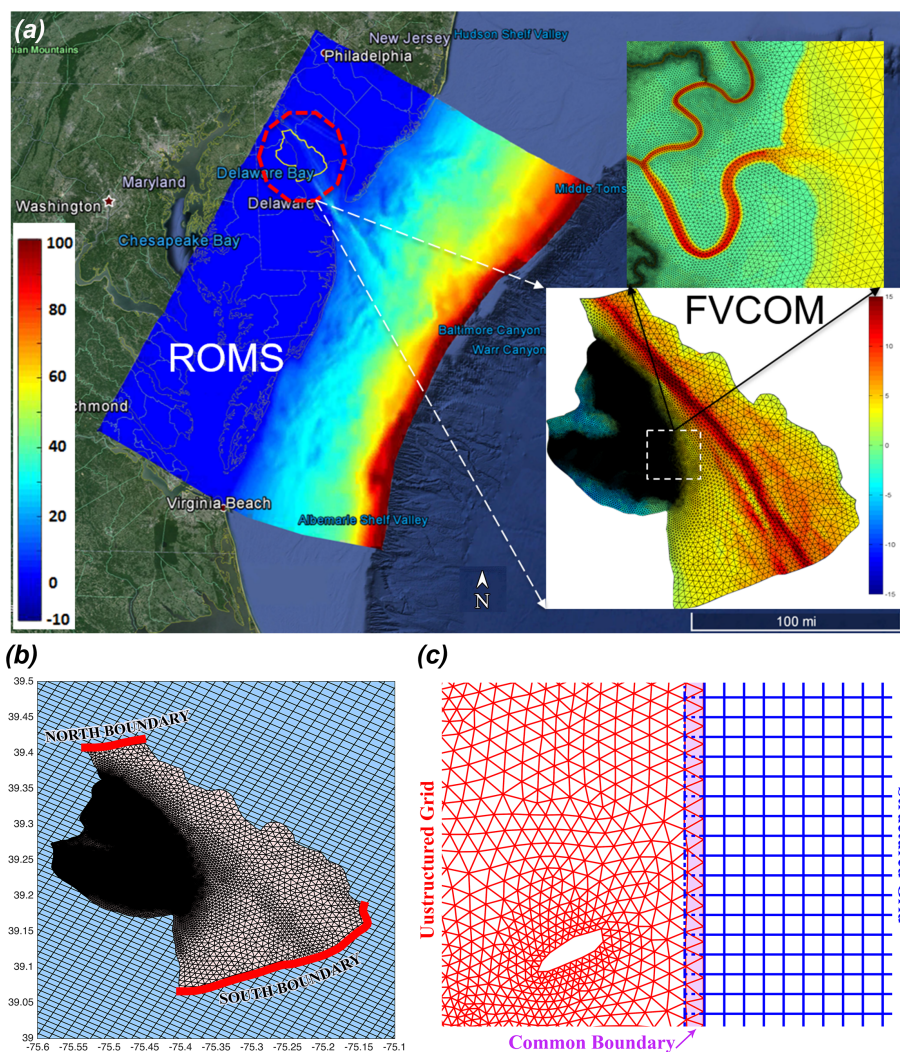 (a)
New Jersey
Hudson Shelf Valley
Philadelphia
nian Mountains
Maryland
Delaware Bay
Washington
Delaware
Middle Toms
Chesapeake Bay
100
80
60
40
20
0
-10
ROMS
Baltimore Canyon
Warr Canyon
chmond
Virginia Beach
Albemarle Shelf Valley
N
100 mi
FVCOM
15
10
5
0
-5
-10
-15
(b)
39.5
39.45
39.4
39.35
39.3
39.25
39.2
39.15
39.1
39.05
39
NORTH BOUNDARY
SOUTH BOUNDARY
-75.6
-75.55
-75.5
-75.45
-75.4
-75.35
-75.3
-75.25
-75.2
-75.15
-75.1
(c)
Uustructured Grid
Common Boundary